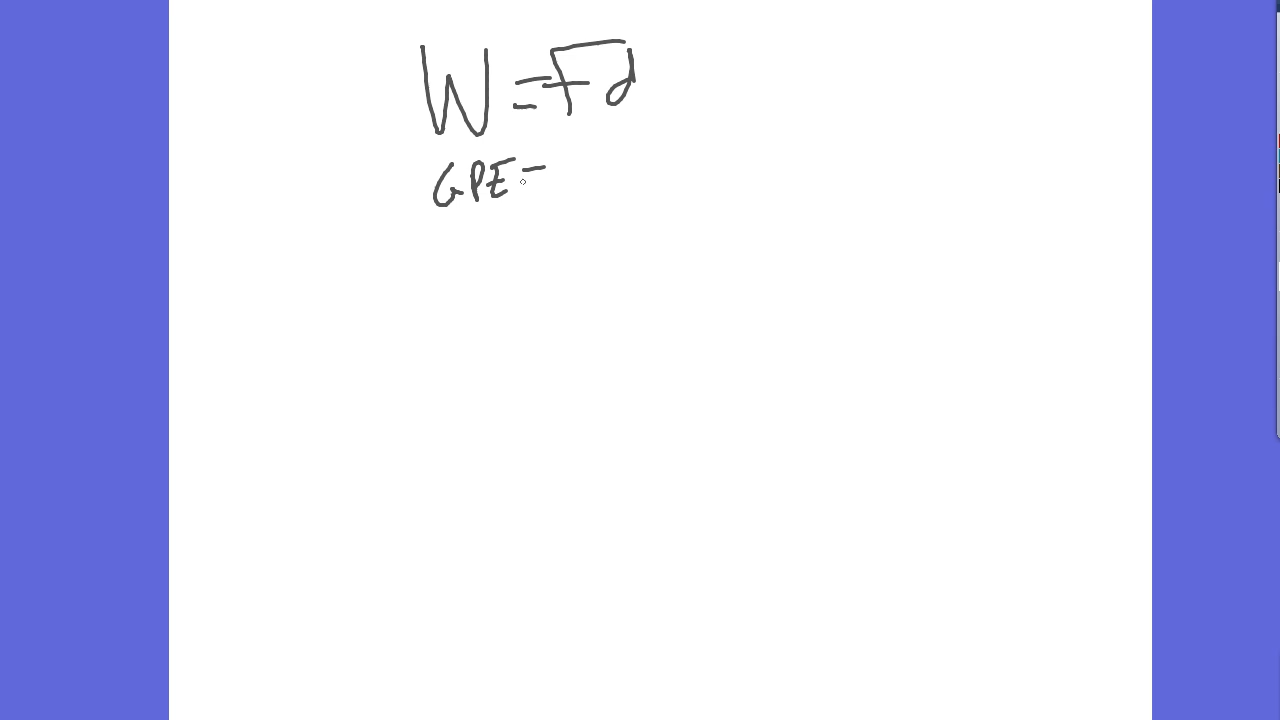 W = Fd
GPE =